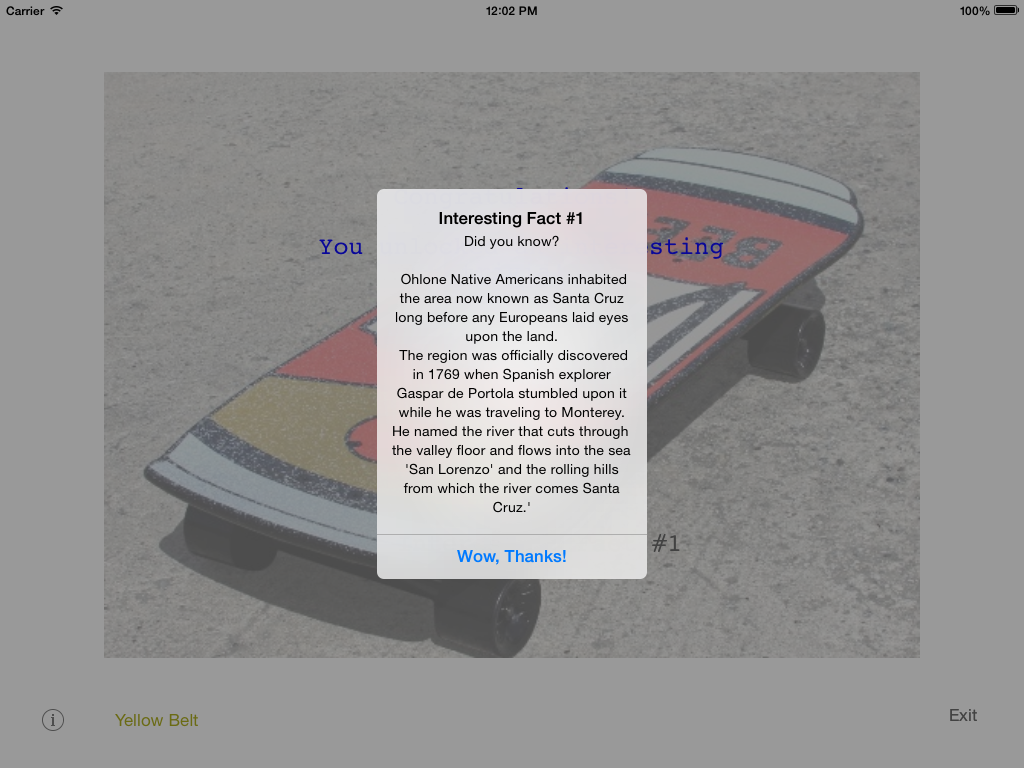 Carrier 12:02 PM 100%
Interesting Fact #1
Did you know?
You sting
Ohlone Native Americans inhabited
the area now known as Santa Cruz
long before any Europeans laid eyes
upon the land.
The region was officially discovered
in 1769 when Spanish explorer
Gaspar de Portola stumbled upon it
while he was traveling to Monterey.
He named the river that cuts through
the valley floor and flows into the sea
'San Lorenzo' and the rolling hills
from which the river comes Santa
Cruz.'
#1
Wow, Thanks!
i Yellow Belt Exit